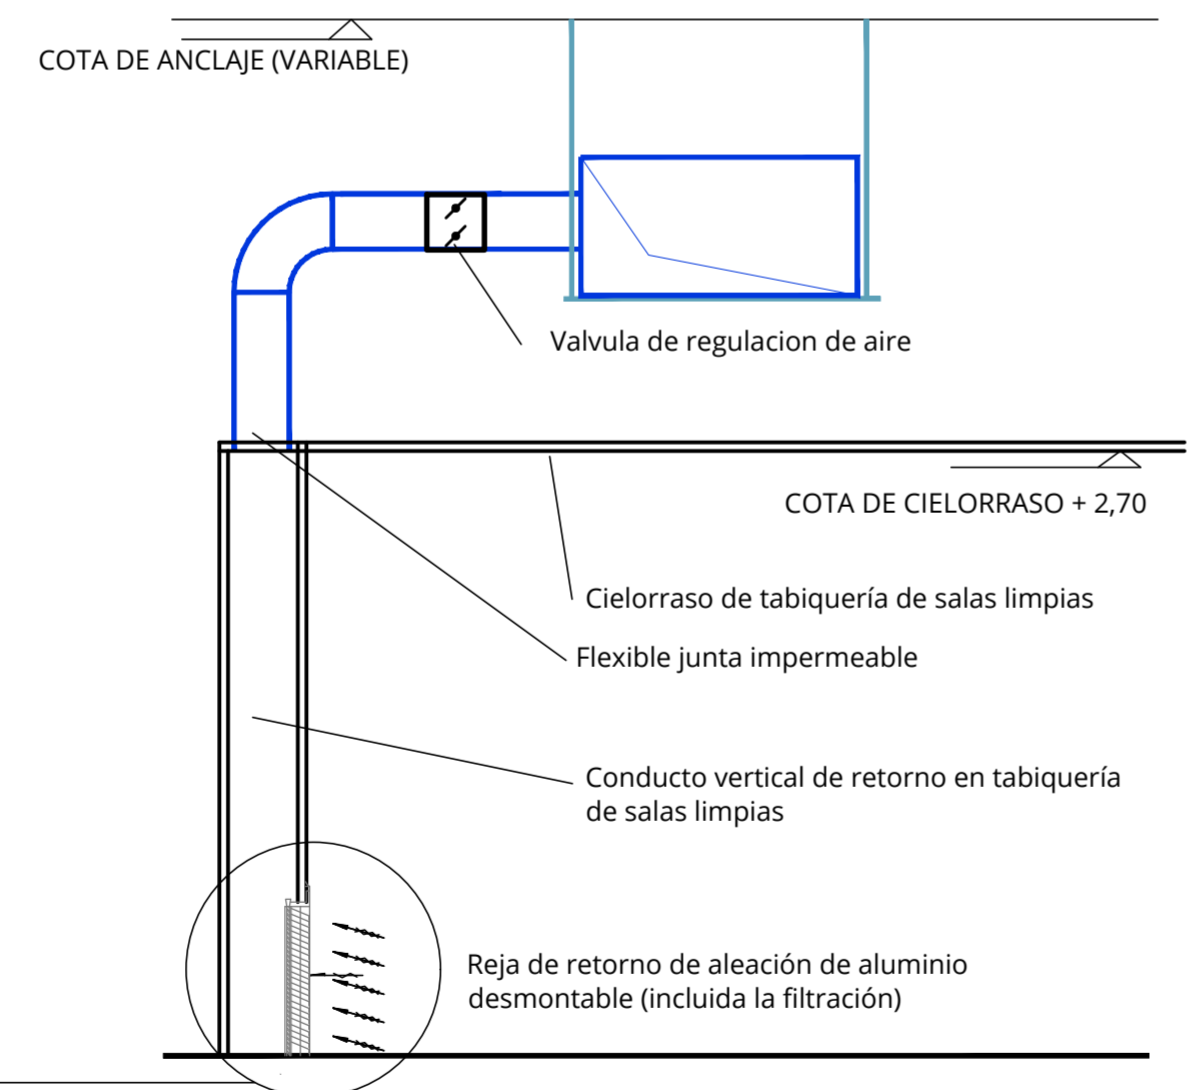 COTA DE ANCLAJE (VARIABLE)
Valvula de regulacion de aire
COTA DE CIELORRASO + 2,70
Cielorraso de tabiquería de salas limpias
Flexible junta impermeable
Conducto vertical de retorno en tabiquería
de salas limpias
Reja de retorno de aleación de aluminio
desmontable (incluida la filtración)